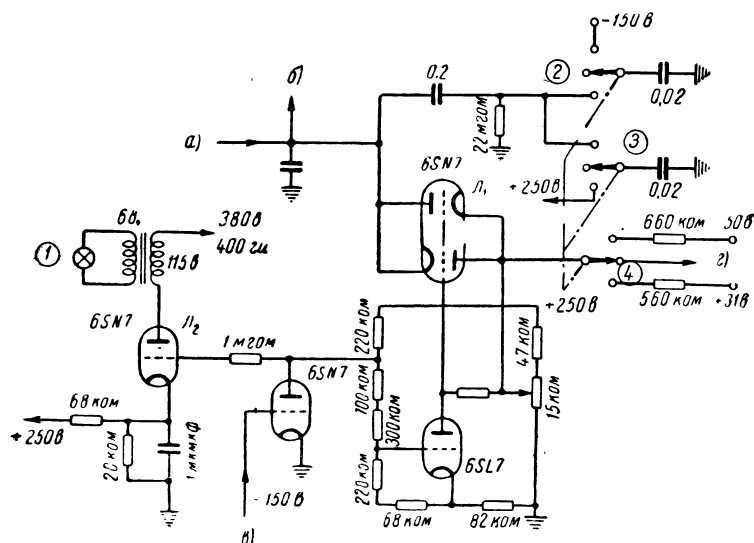 -150 в
б)
0.2
2
0,02
а)
22 мгом
3
6SN7
Л₁
+250 в
0,02
6в.
380в
400 гц
115 в
1
660 ком
50в
г)
4
+250в
560 ком
+31в
6SN7
Л₂
220 ком
1 мгом
6SN7
47 ком
100 ком
15 ком
68 ком
300 ком
+250в
20 ком
1 мкмкф
6SL7
-150 в
220 ком
68 ком
82 ком
в)